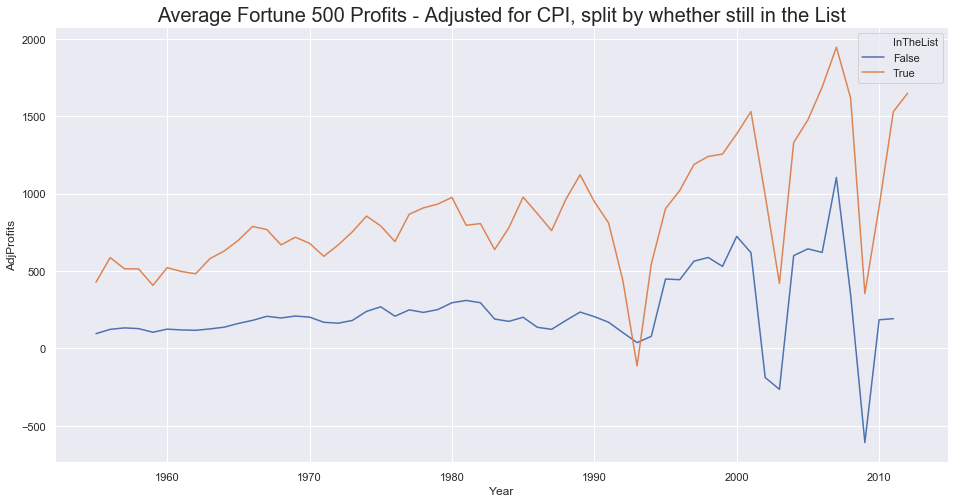 Average Fortune 500 Profits - Adjusted for CPI, split by whether still in the List
InTheList
False
True
AdjProfits
2000
1500
1000
500
0
−500
1960
1970
1980
1990
2000
2010
Year